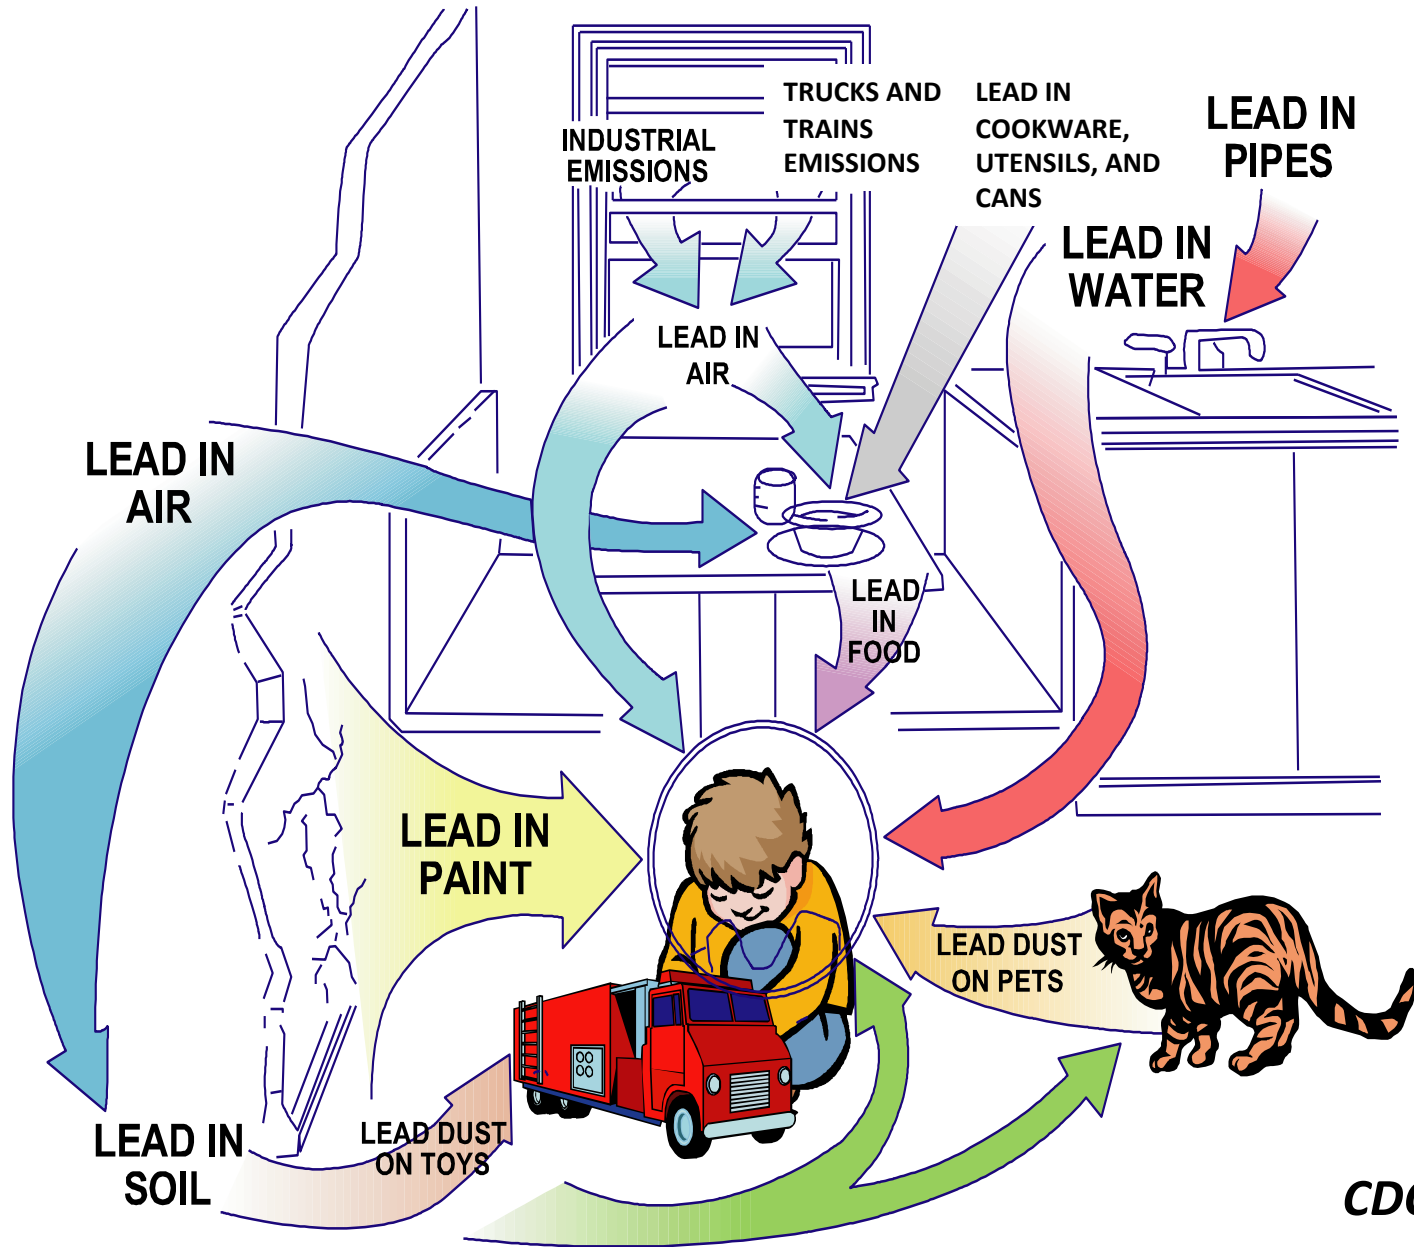 TRUCKS AND
TRAINS
EMISSIONS
LEAD IN
COOKWARE,
UTENSILS, AND
CANS
LEAD IN
PIPES
INDUSTRIAL
EMISSIONS
LEAD IN
WATER
LEAD IN
AIR
LEAD IN
AIR
LEAD
IN
FOOD
LEAD IN
PAINT
LEAD DUST
ON PETS
LEAD IN
SOIL
LEAD DUST
ON TOYS
CDC